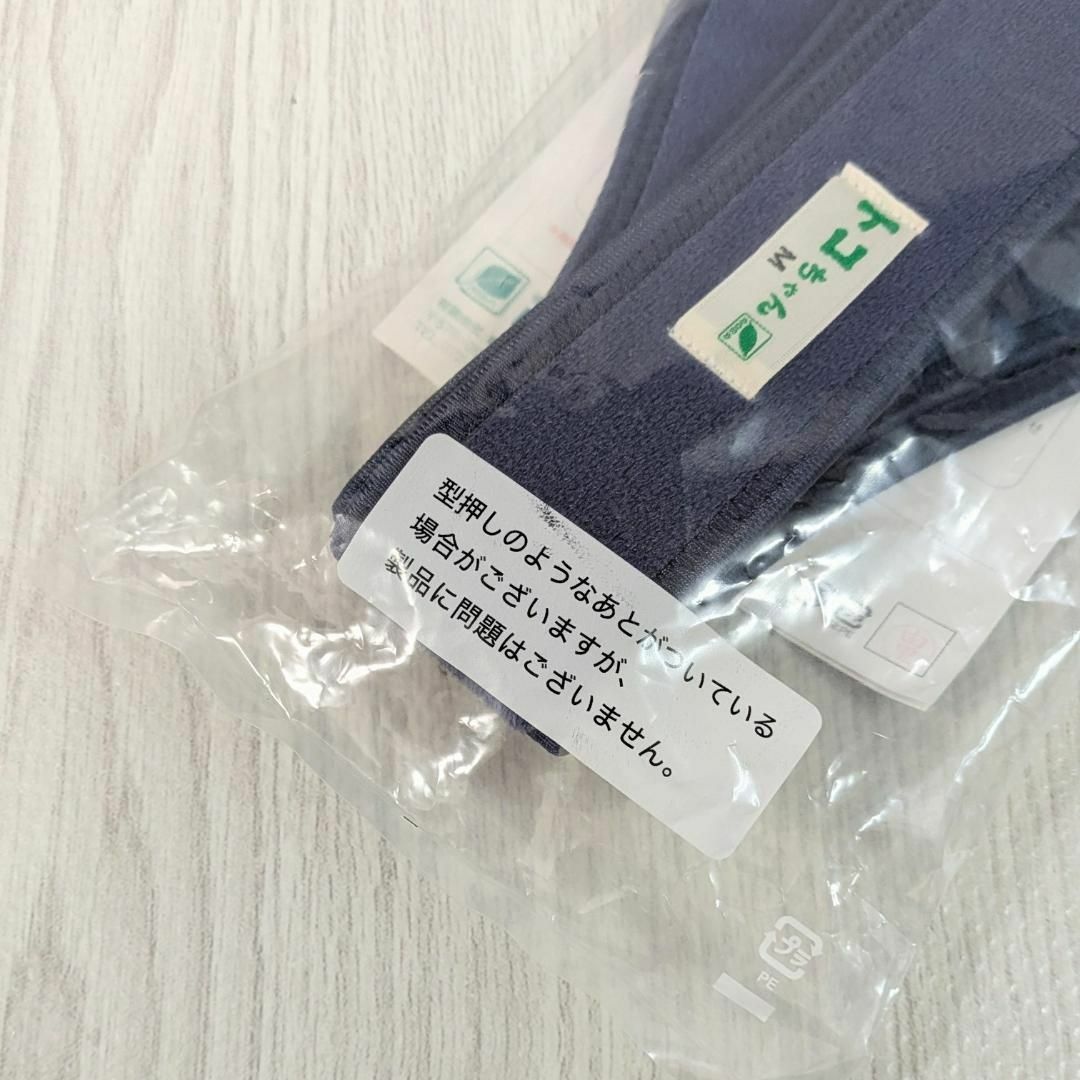 トコ
ちゃん
M
型押しのようなあとがついている
場合がございますが、
製品に問題はございません。
プラ
PE